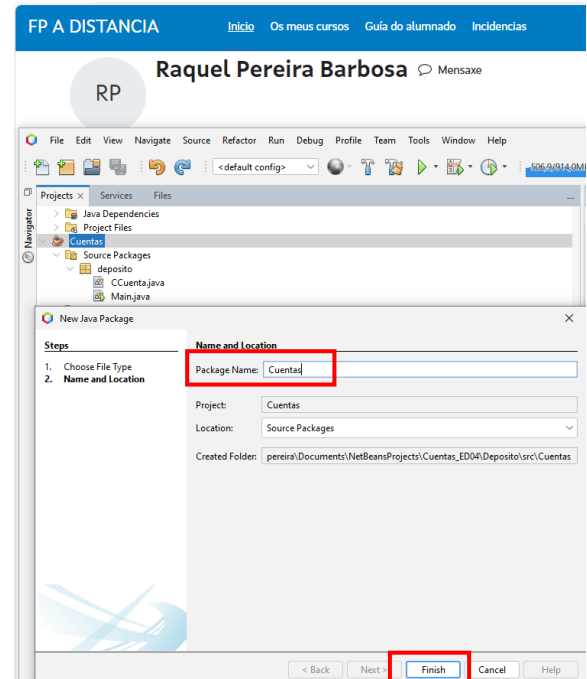 FP A DISTANCIA Inicio Os meus cursos Guía do alumnado Incidencias
RP Raquel Pereira Barbosa Mensaxe
File Edit View Navigate Source Refactor Run Debug Profile Team Tools Window Help
<default config> 506,9/914,0M
Projects × Services Files
Navigator
Java Dependencies
Project Files
Cuentas
Source Packages
deposito
CCuenta.java
Main.java
New Java Package
Steps
1. Choose File Type
2. Name and Location
Name and Location
Package Name: Cuentas
Project: Cuentas
Location: Source Packages
Created Folder: pereira\Documents\NetBeansProjects\Cuentas_ED04\Deposito\src\Cuentas
< Back Next > Finish Cancel Help